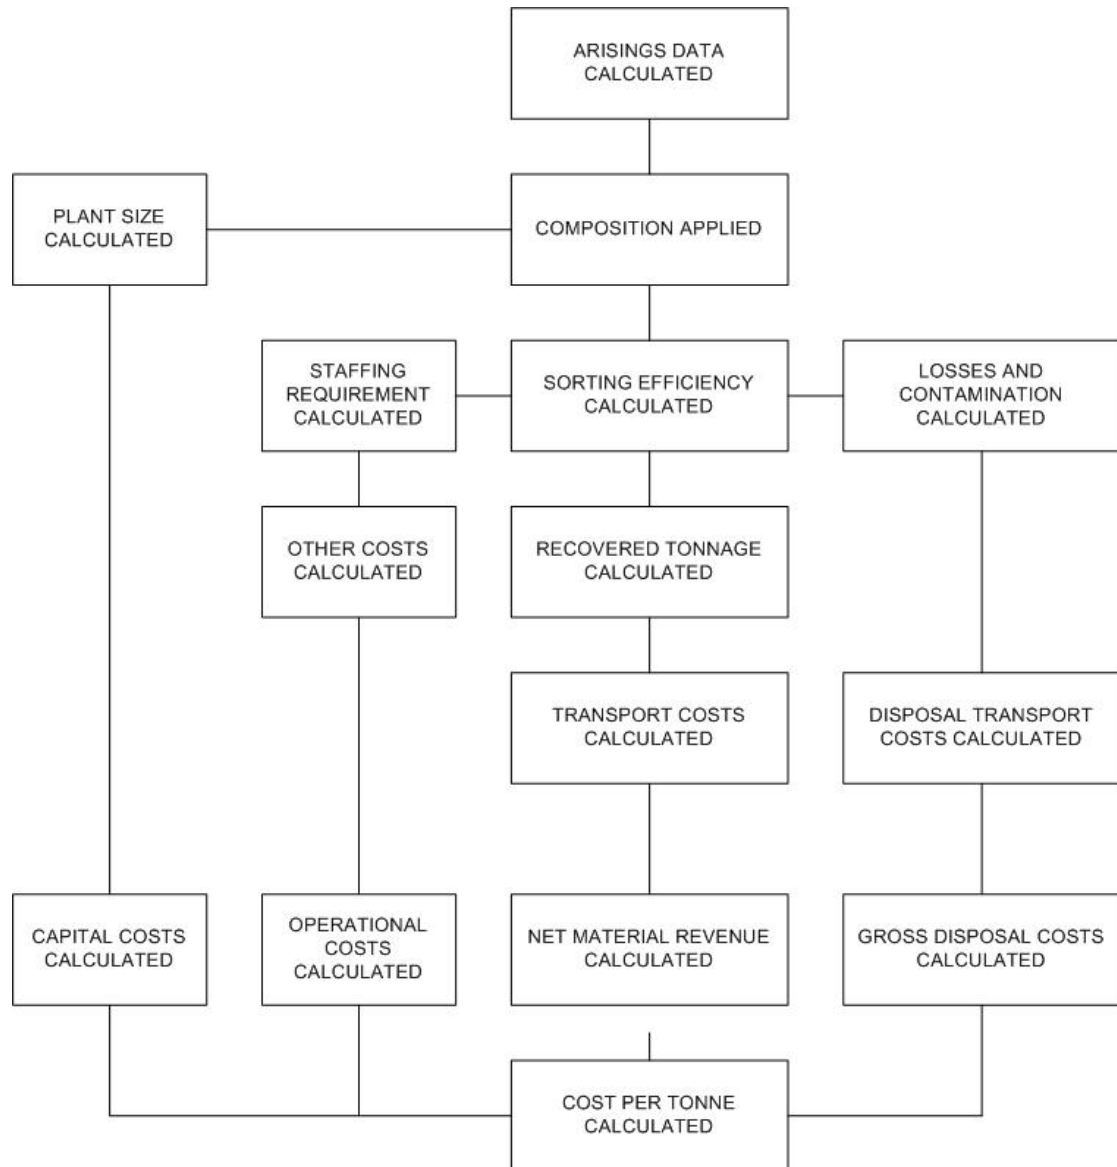 ARISINGS DATA
CALCULATED
PLANT SIZE
CALCULATED
COMPOSITION APPLIED
STAFFING
REQUIREMENT
CALCULATED
SORTING EFFICIENCY
CALCULATED
LOSSES AND
CONTAMINATION
CALCULATED
OTHER COSTS
CALCULATED
RECOVERED TONNAGE
CALCULATED
TRANSPORT COSTS
CALCULATED
DISPOSAL TRANSPORT
COSTS CALCULATED
CAPITAL COSTS
CALCULATED
OPERATIONAL
COSTS
CALCULATED
NET MATERIAL REVENUE
CALCULATED
GROSS DISPOSAL COSTS
CALCULATED
COST PER TONNE
CALCULATED